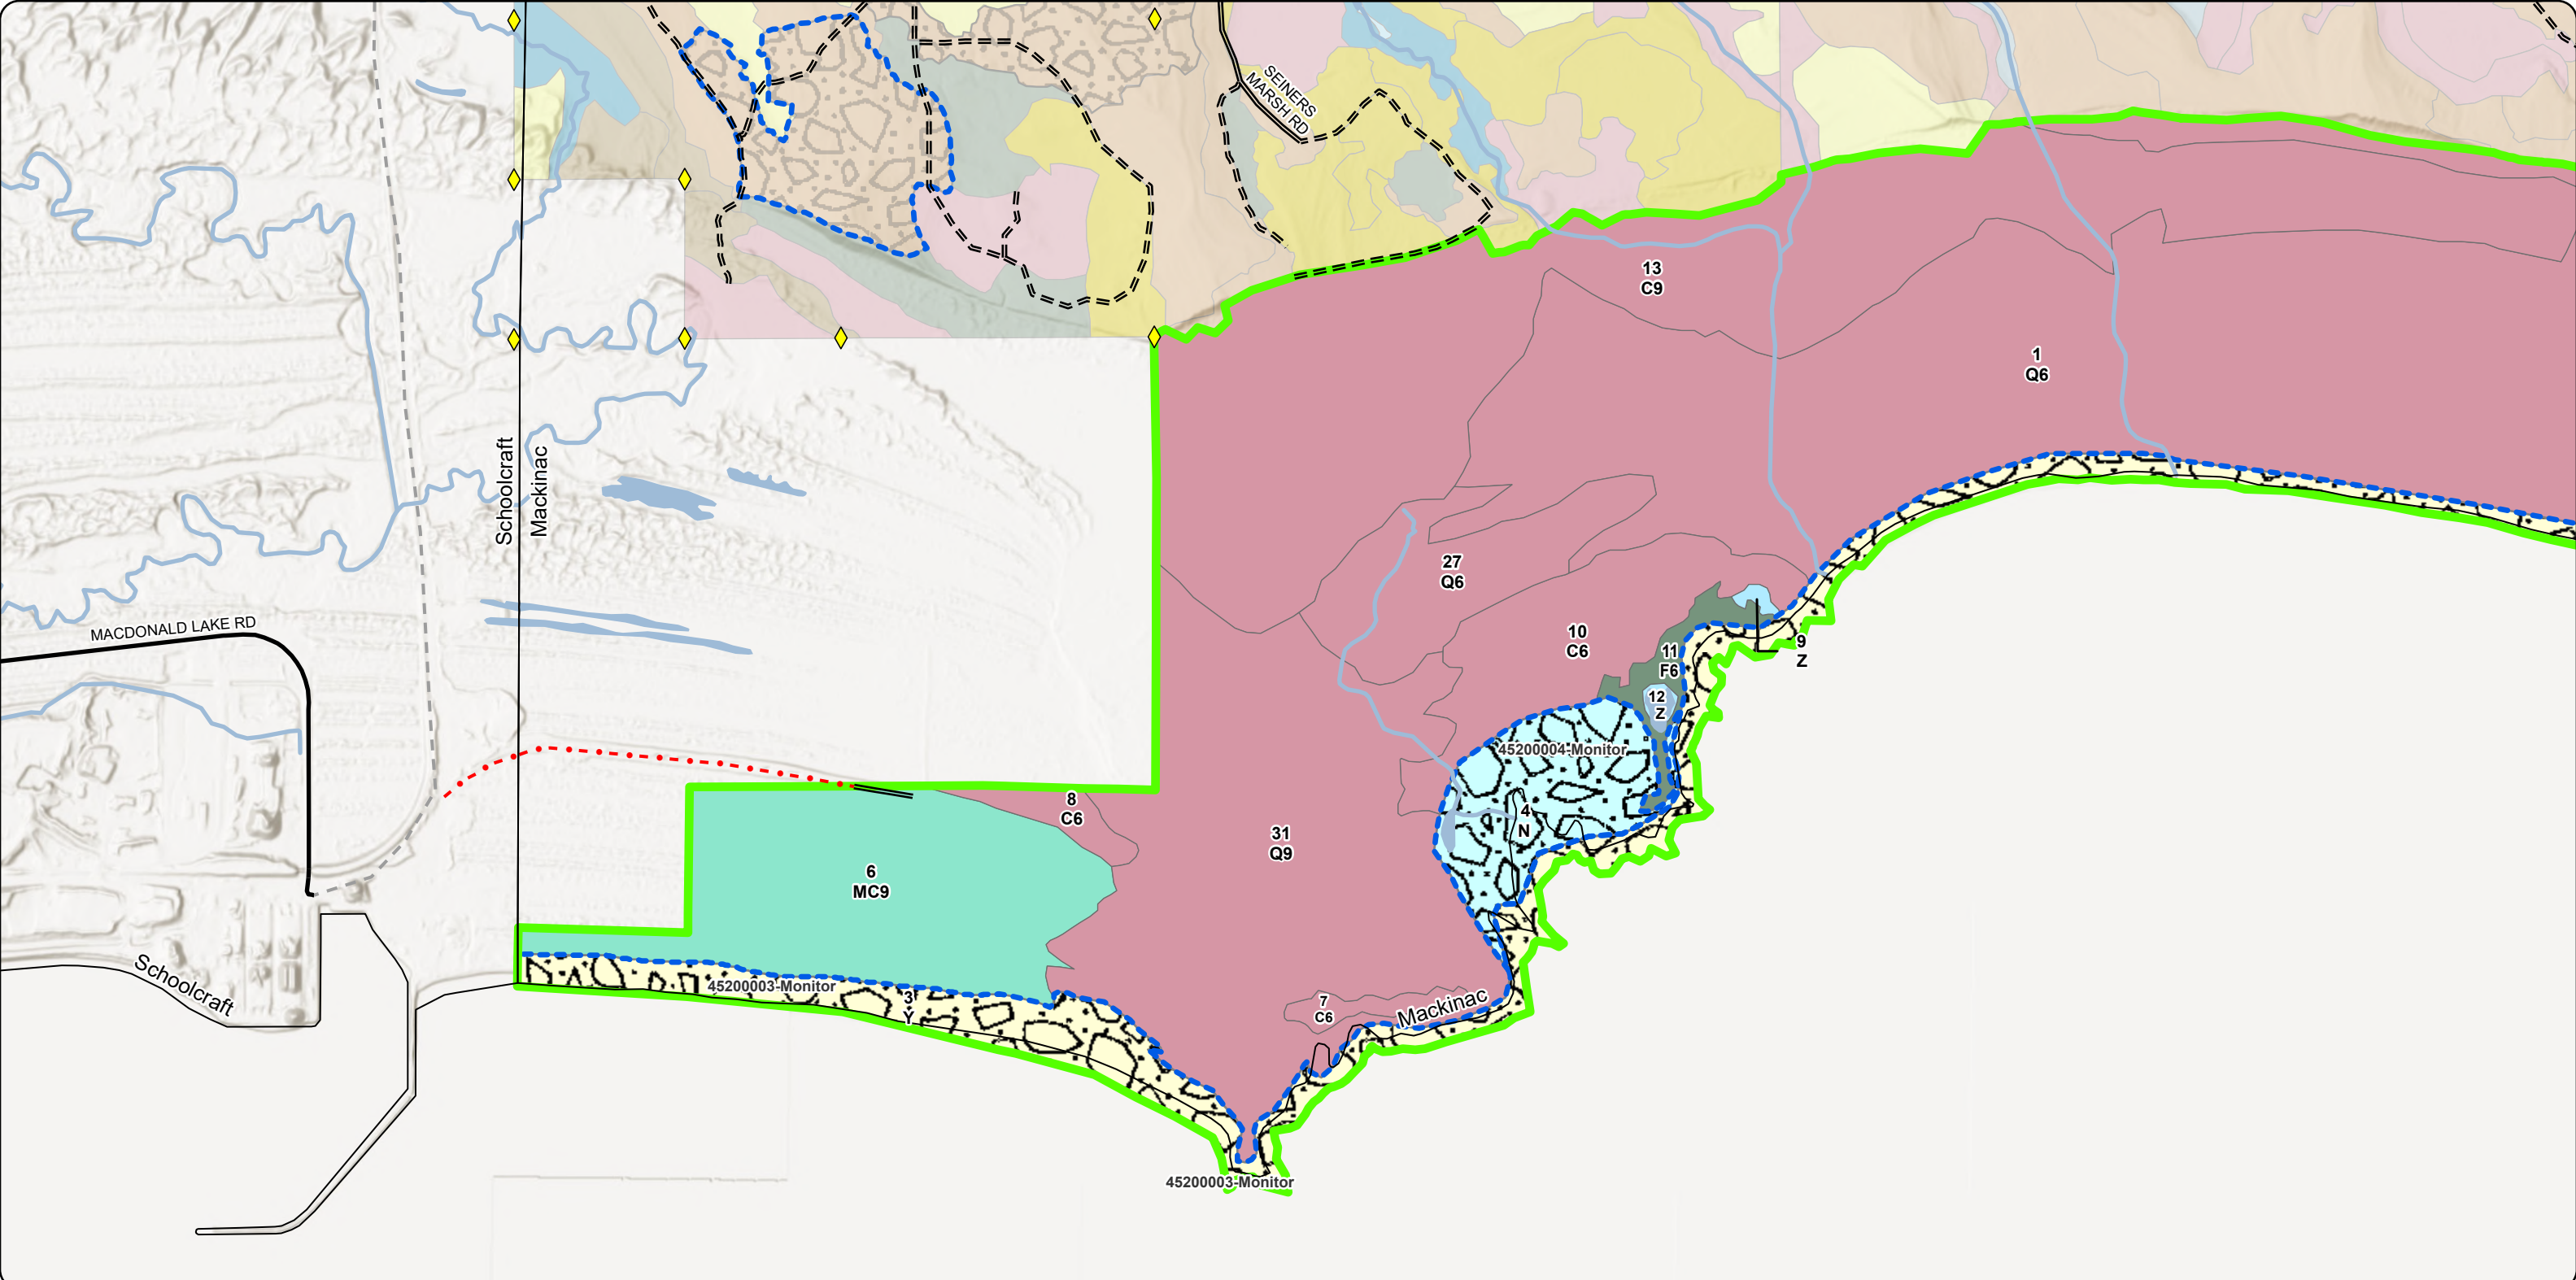 SEINERS
MARSH RD
13
C9
1
Q6
Schoolcraft
Mackinac
27
Q6
MACDONALD LAKE RD
10
C6
11
F6
9
Z
12
Z
45200004-Monitor
8
C6
4
N
31
Q9
6
MC9
Schoolcraft
45200003-Monitor
3
Y
7
C6
Mackinac
45200003-Monitor